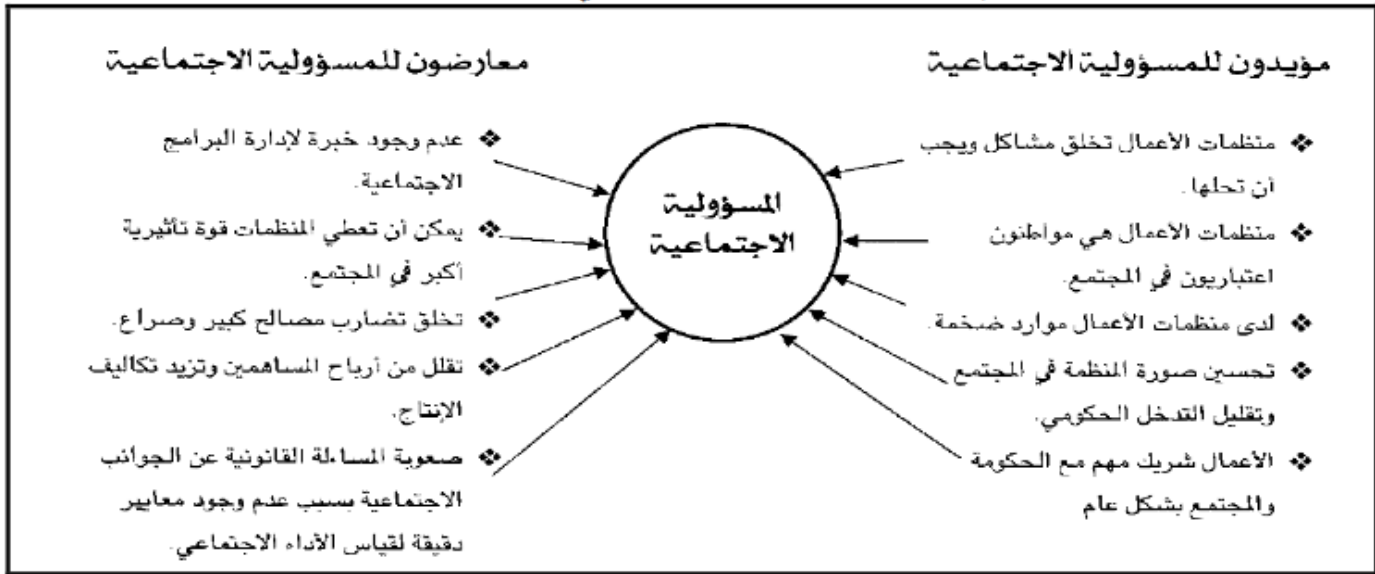 مؤيدون للمسؤولية الاجتماعية
❖ منظمات الأعمال تخلق مشاكل ويجب
أن تحلها.
❖ منظمات الأعمال هي مواطنون
اعتباريون في المجتمع.
❖ لدى منظمات الأعمال موارد ضخمة.
❖ تحسين صورة المنظمة في المجتمع
وتقليل التدخل الحكومي.
❖ الأعمال شريك مهم مع الحكومة
والمجتمع بشكل عام
المسؤولية
الاجتماعية
معارضون للمسؤولية الاجتماعية
❖ عدم وجود خبرة لإدارة البرامج
الاجتماعية.
❖ يمكن أن تعطي المنظمات قوة تأثيرية
أكبر في المجتمع.
❖ تخلق تضارب مصالح كبير وصراع.
❖ تقلل من أرباح المساهمين وتزيد تكاليف
الإنتاج.
❖ صعوبة المساءلة القانونية عن الجوانب
الاجتماعية بسبب عدم وجود معايير
دقيقة لقياس الأداء الاجتماعي.